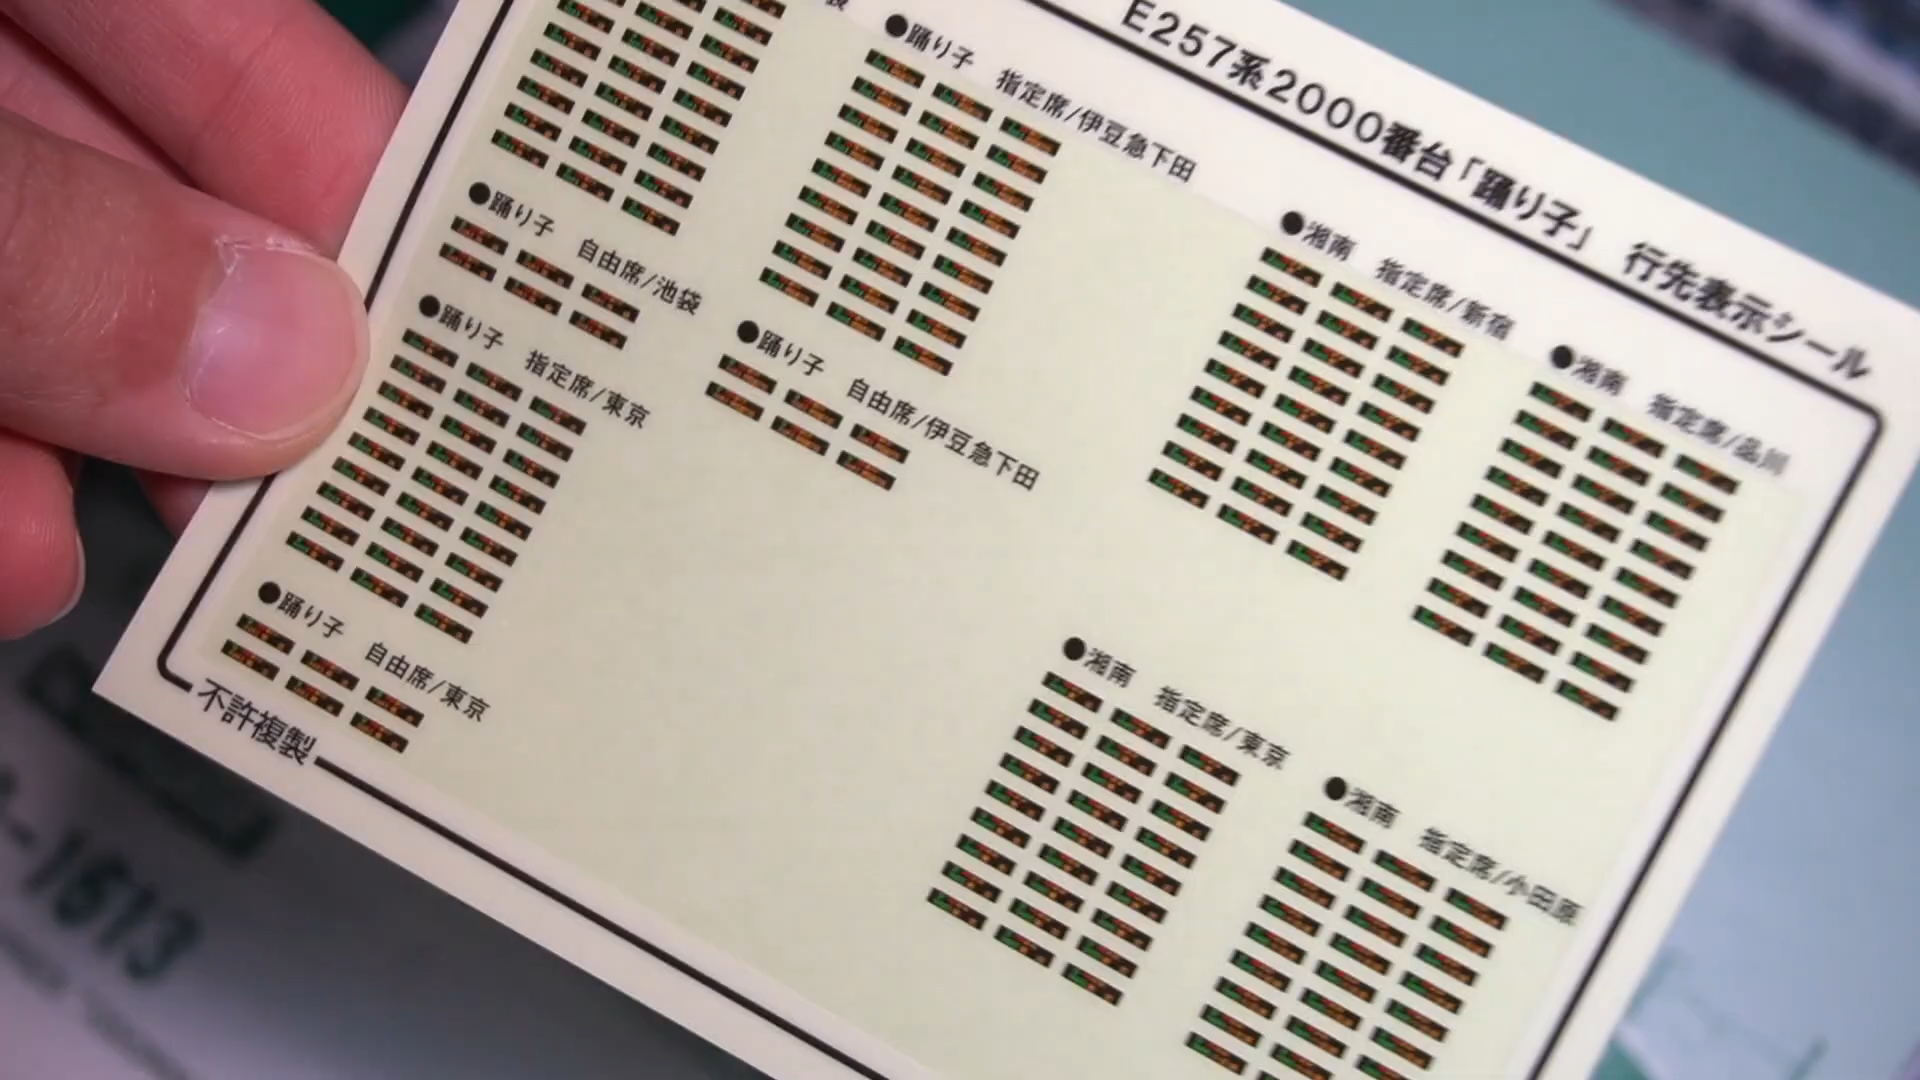 E257系2000番台「踊り子」 行先表示シール
●踊り子 指定席/伊豆急下田
●踊り子 自由席/池袋
●踊り子 指定席/東京
●踊り子 自由席/伊豆急下田
●踊り子 自由席/東京
●湘南 指定席/新宿
●湘南 指定席/品川
●湘南 指定席/東京
●湘南 指定席/小田原
不許複製
-1613